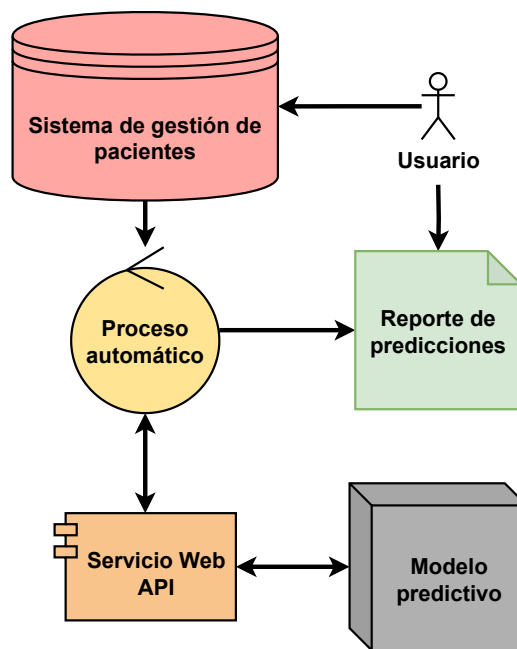 Sistema de gestión de
pacientes
Usuario
Proceso
automático
Reporte de
predicciones
Servicio Web
API
Modelo
predictivo